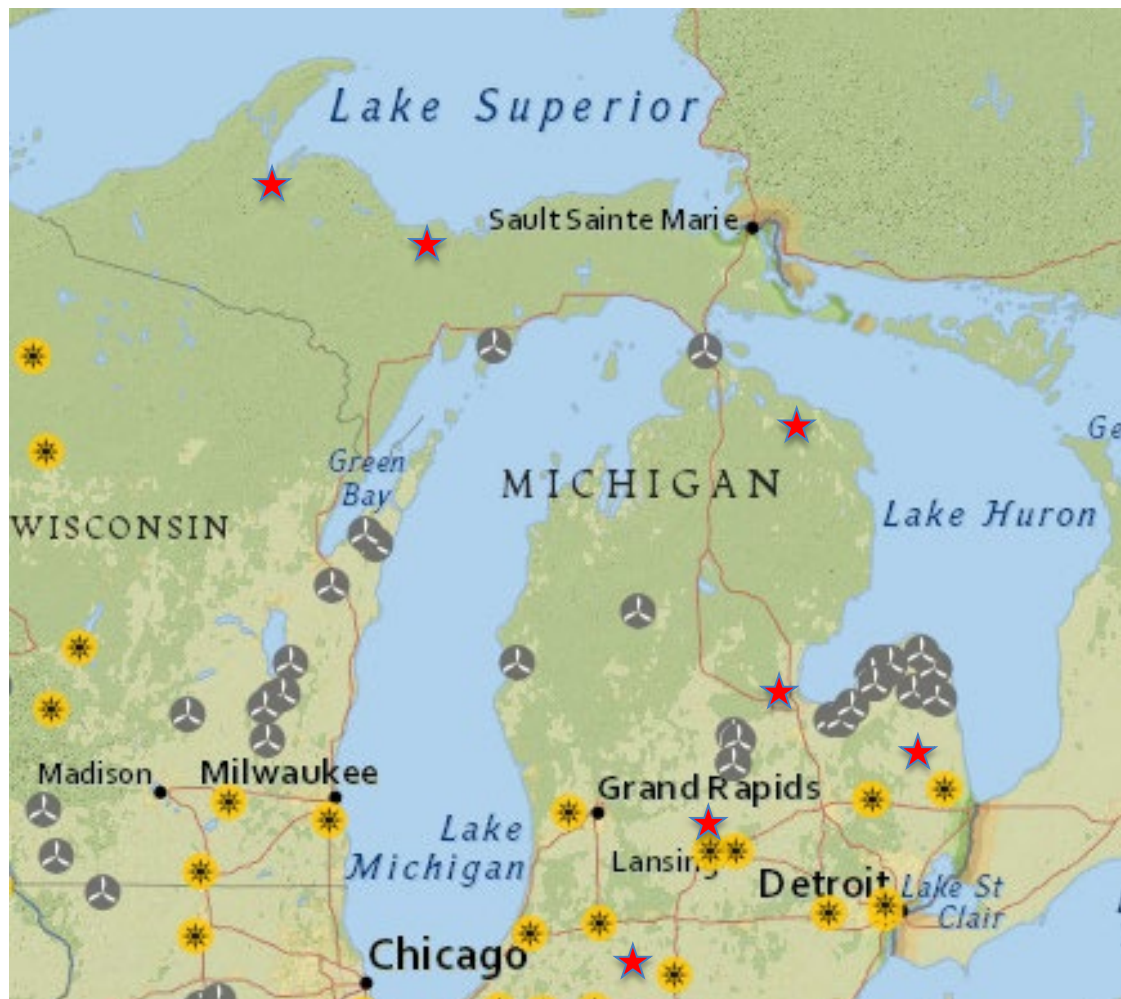 Lake Superior
Sault Sainte Marie
Green
Bay
MICHIGAN
Ge
Lake Huron
WISCONSIN
Madison
Milwaukee
Grand Rapids
Lake
Michigan
Lansing
Detroit
Lake St
Clair
Chicago